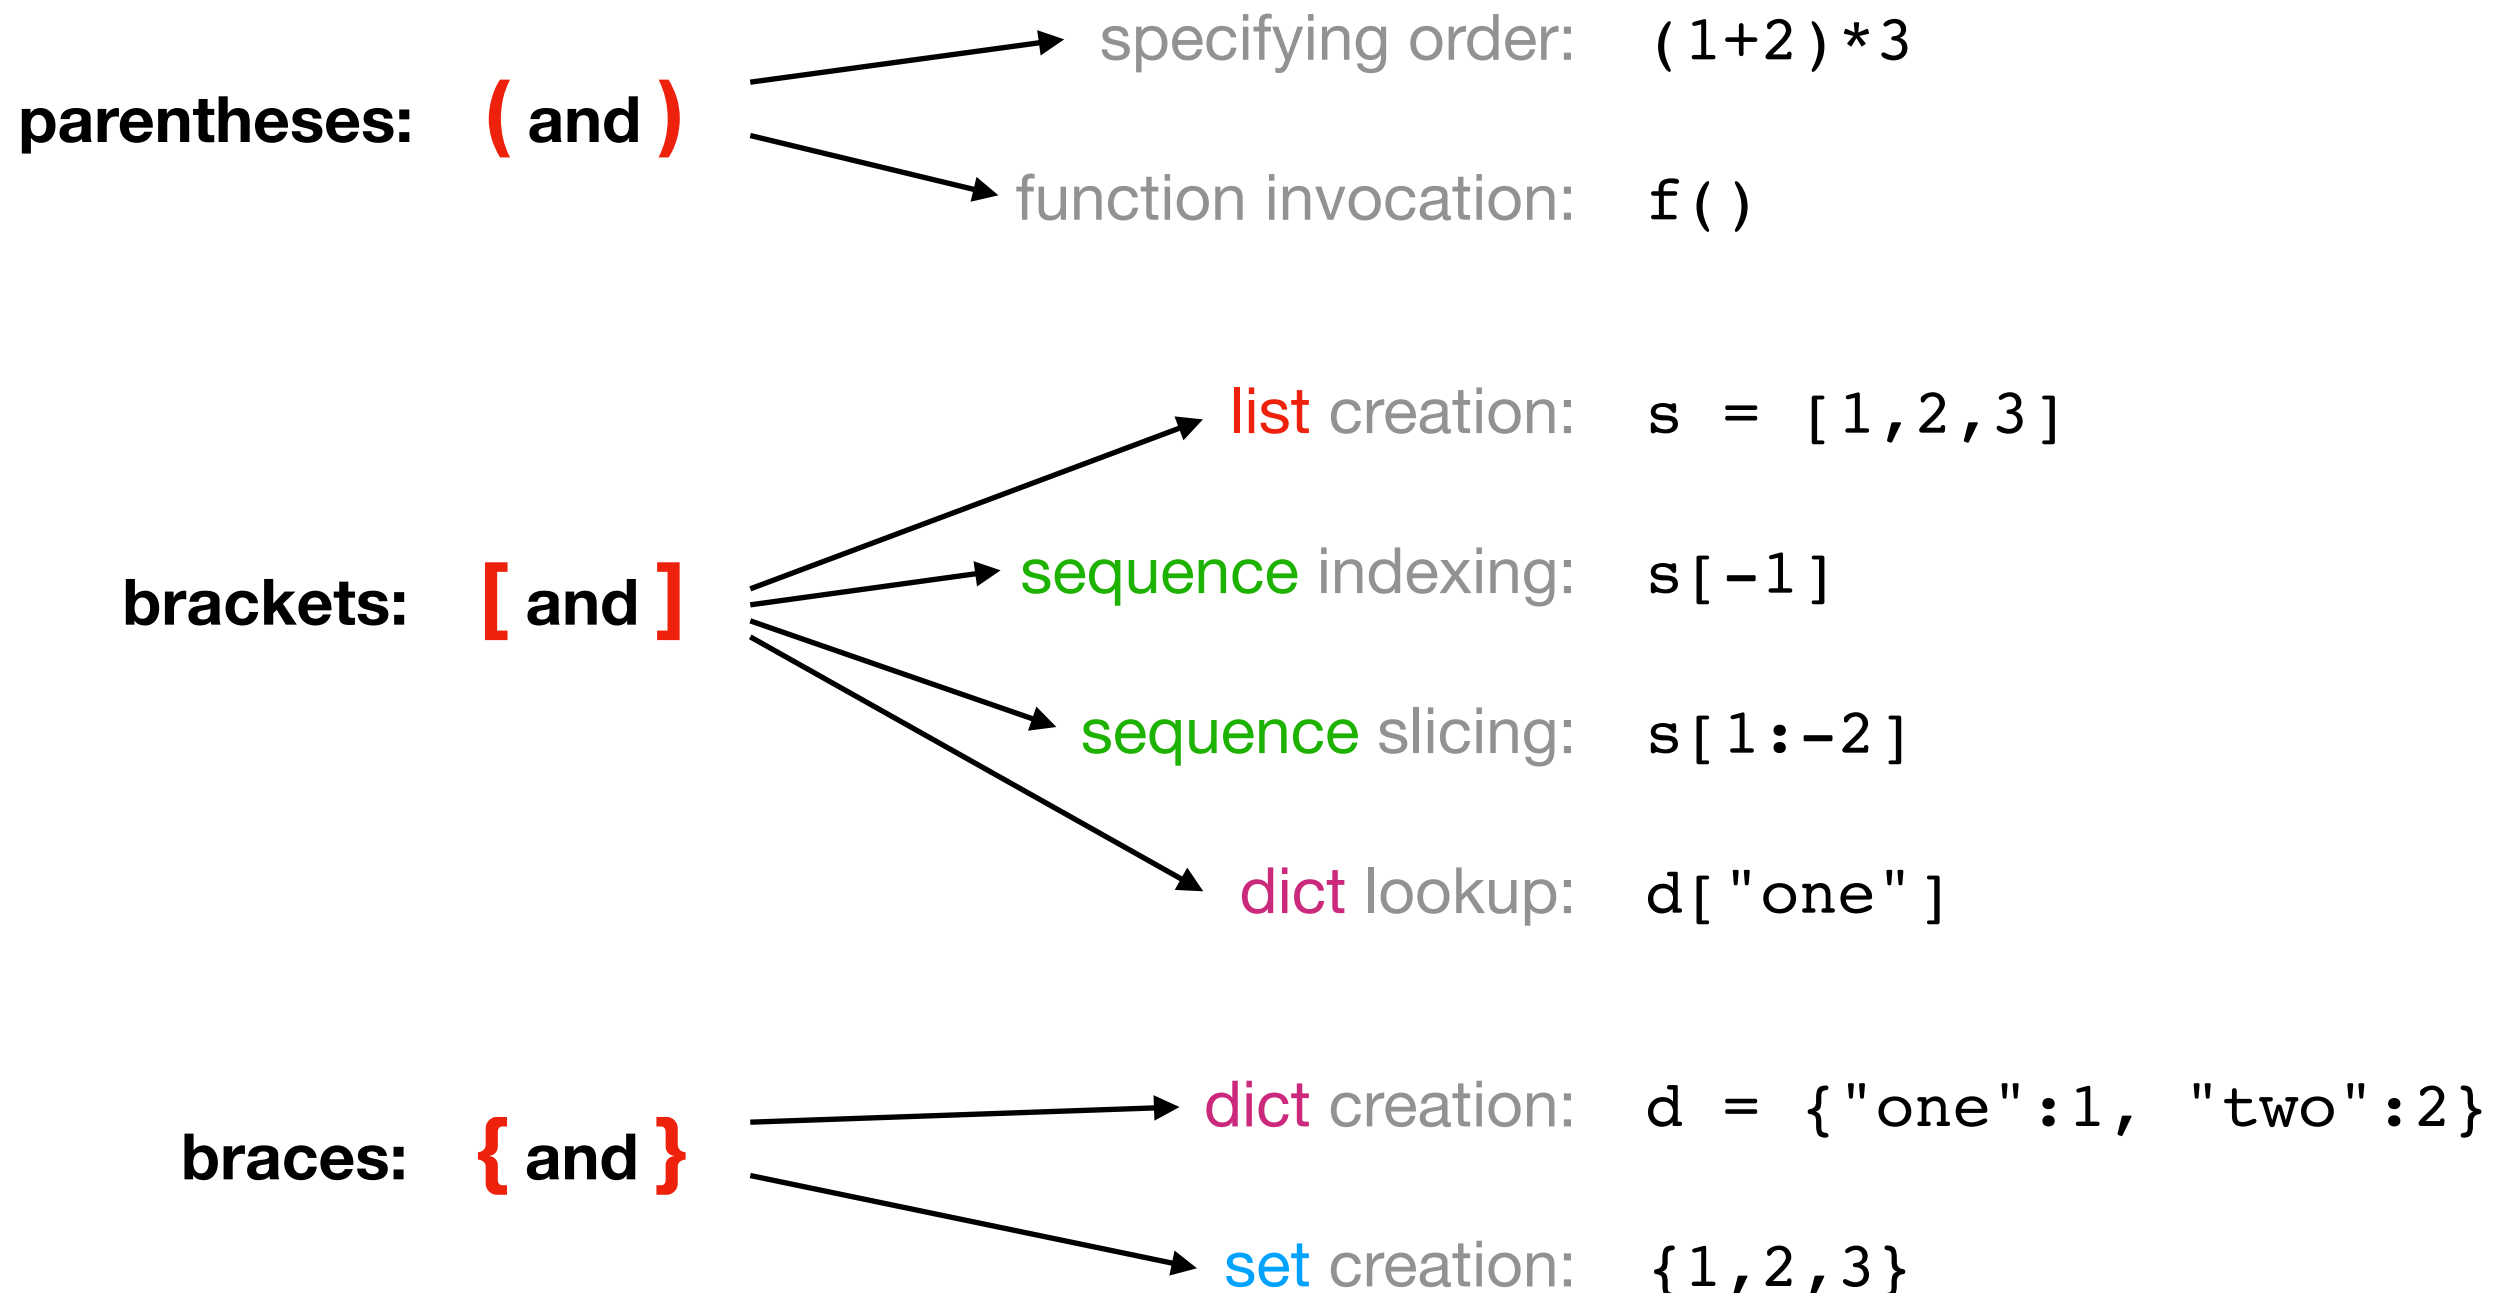 specifying order: (1+2)*3
parentheses: ( and )
function invocation: f()
list creation: s = [1,2,3]
sequence indexing: s[-1]
brackets: [ and ]
sequence slicing: s[1:-2]
dict lookup: d["one"]
dict creation: d = {"one":1, "two":2}
braces: { and }
set creation: {1,2,3}